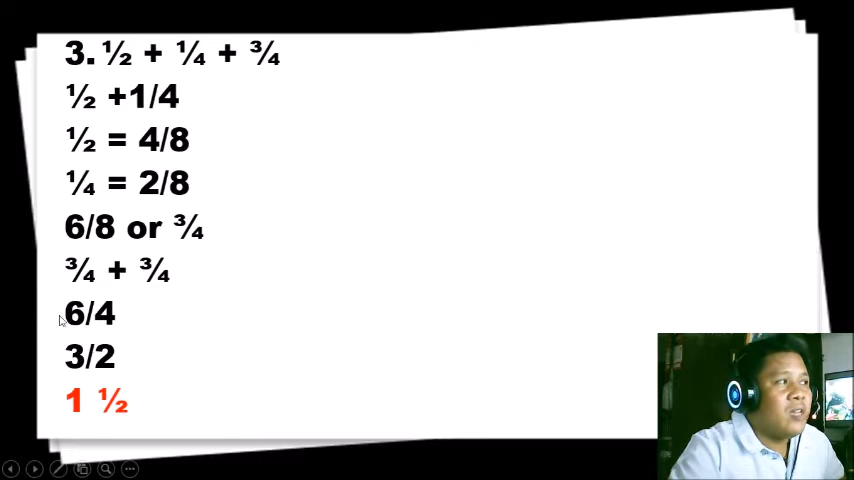 3. ½ + ¼ + ¾
½ +1/4
½ = 4/8
¼ = 2/8
6/8 or ¾
¾ + ¾
6/4
3/2
1 ½